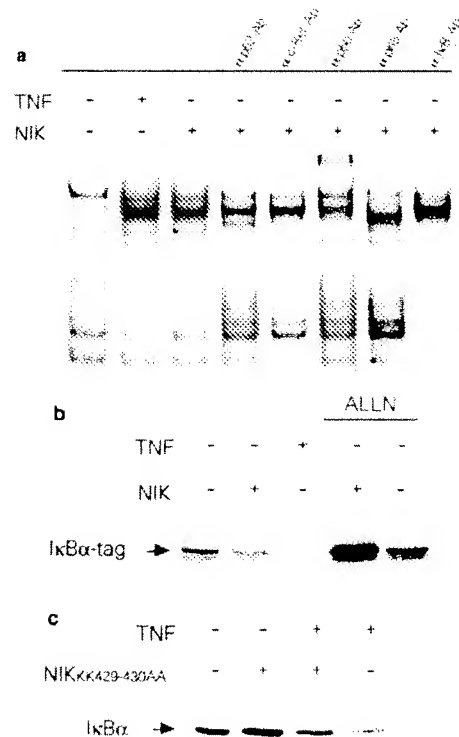 a
TNF - + - - - - - -
NIK - - + + + + + +
ALLN
b
TNF - - + - -
NIK - + - + -
IκBα-tag
c
TNF - - + +
NIKKK429-430AA - + + -
IκBα